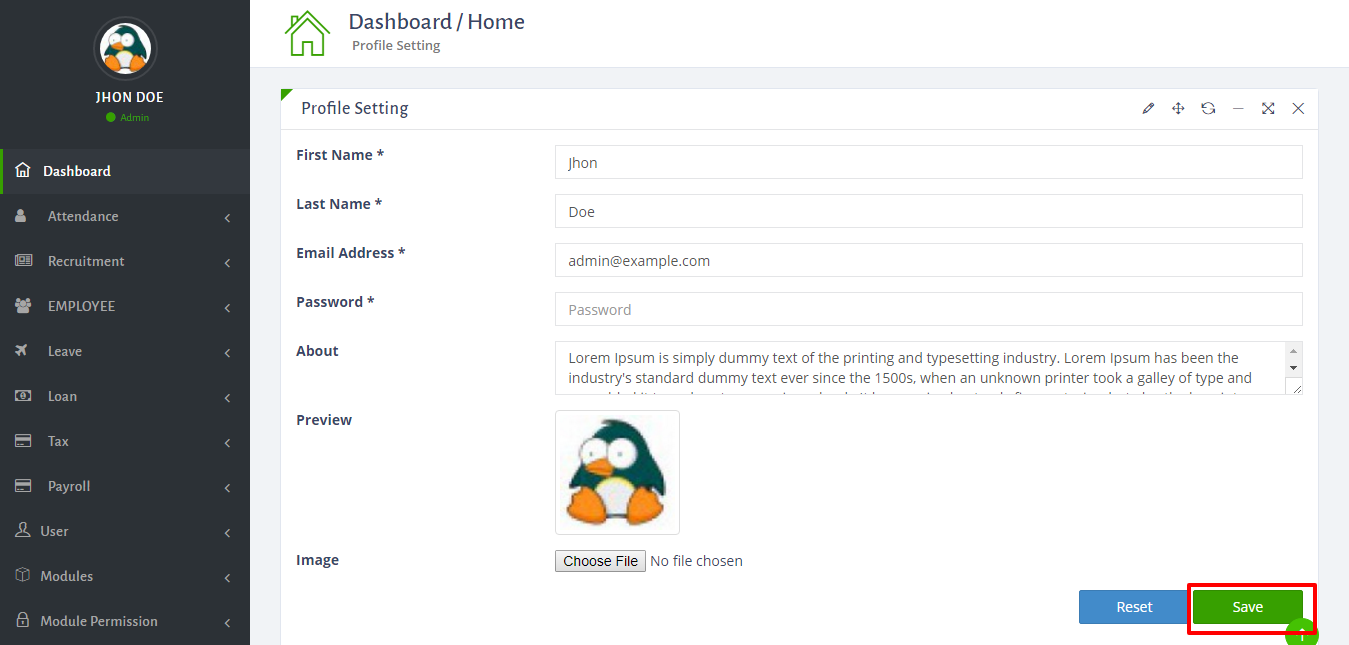 JHON DOE
Admin
Dashboard
Attendance
Recruitment
EMPLOYEE
Leave
Loan
Tax
Payroll
User
Modules
Module Permission
Dashboard / Home
Profile Setting
Profile Setting
First Name *
Jhon
Last Name *
Doe
Email Address *
admin@example.com
Password *
Password
About
Lorem Ipsum is simply dummy text of the printing and typesetting industry. Lorem Ipsum has been the
industry's standard dummy text ever since the 1500s, when an unknown printer took a galley of type and
Preview
Image
Choose File No file chosen
Reset
Save